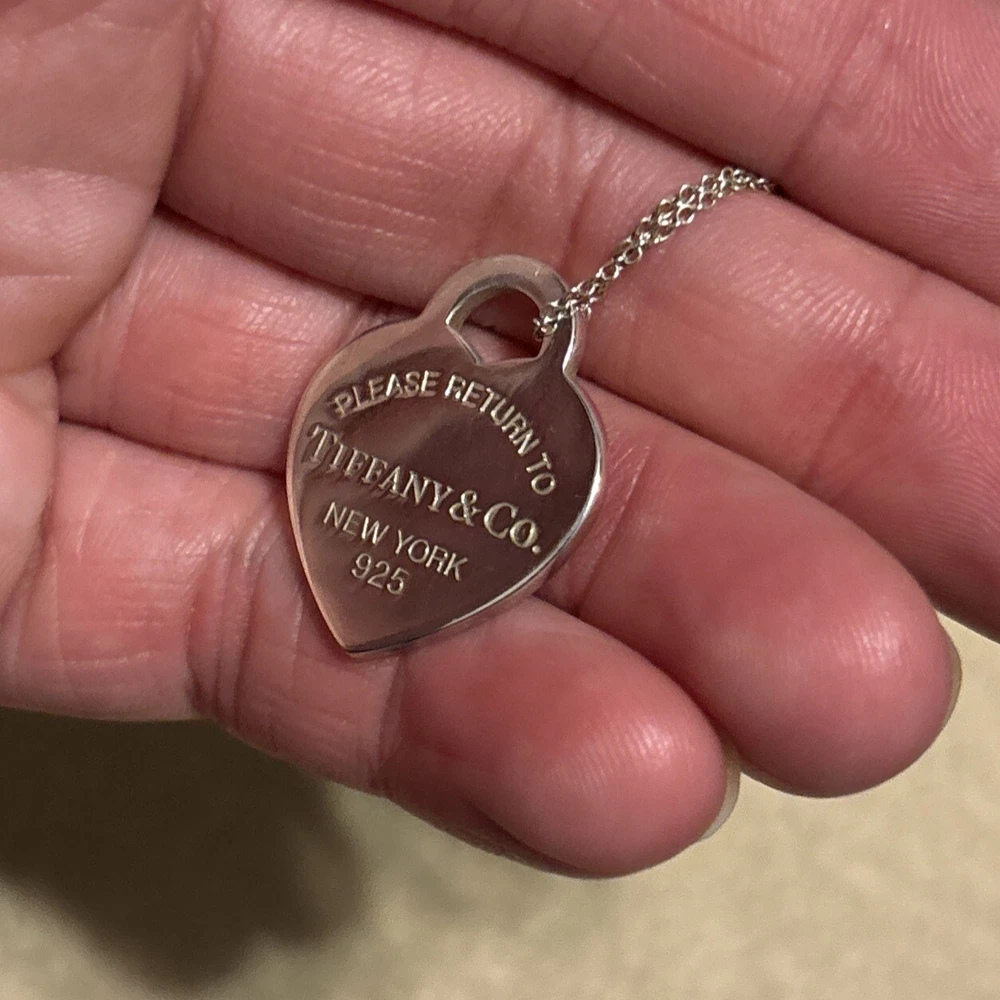 PLEASE RETURN TO
TIFFANY & CO.
NEW YORK
925